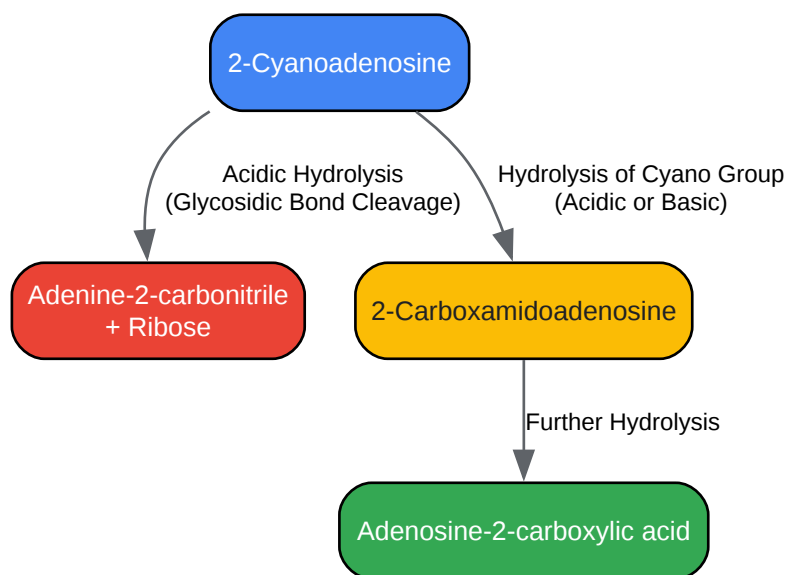 2-Cyanoadenosine
Acidic Hydrolysis
(Glycosidic Bond Cleavage)
Hydrolysis of Cyano Group
(Acidic or Basic)
Adenine-2-carbonitrile
+ Ribose
2-Carboxamidoadenosine
Further Hydrolysis
Adenosine-2-carboxylic acid